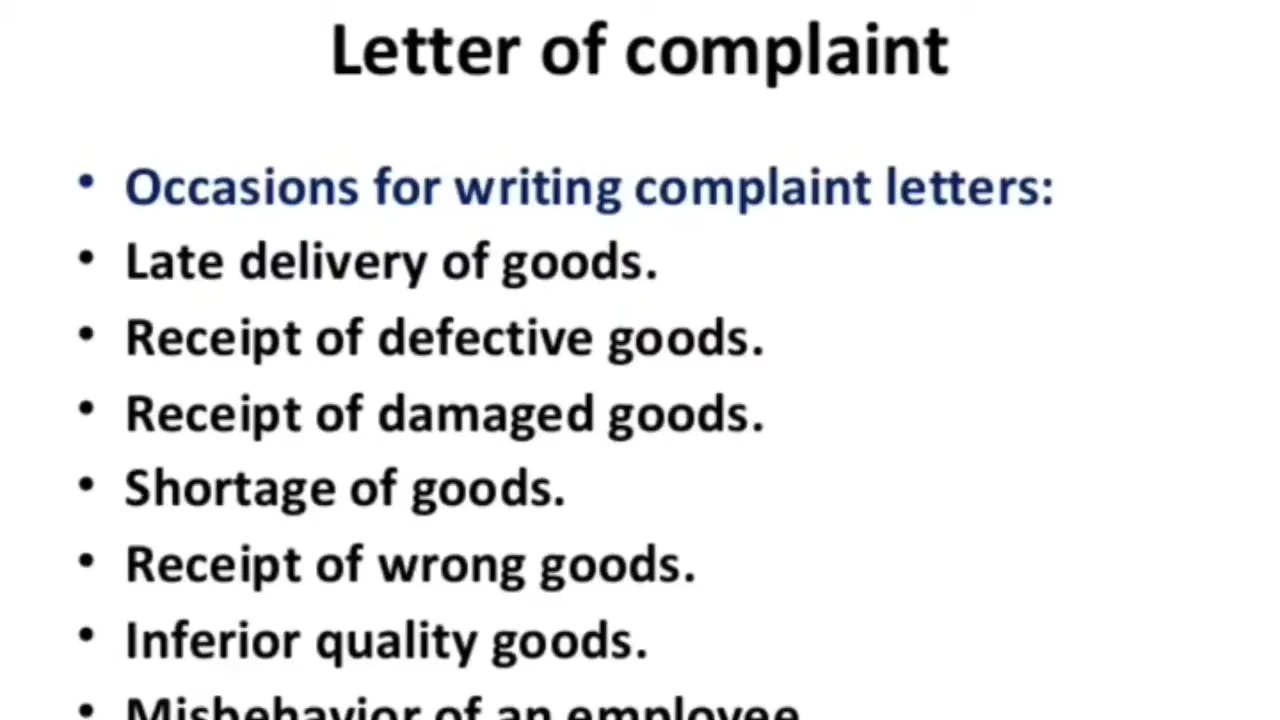 Letter of complaint
• Occasions for writing complaint letters:
• Late delivery of goods.
• Receipt of defective goods.
• Receipt of damaged goods.
• Shortage of goods.
• Receipt of wrong goods.
• Inferior quality goods.
• Misbehavior of an employee